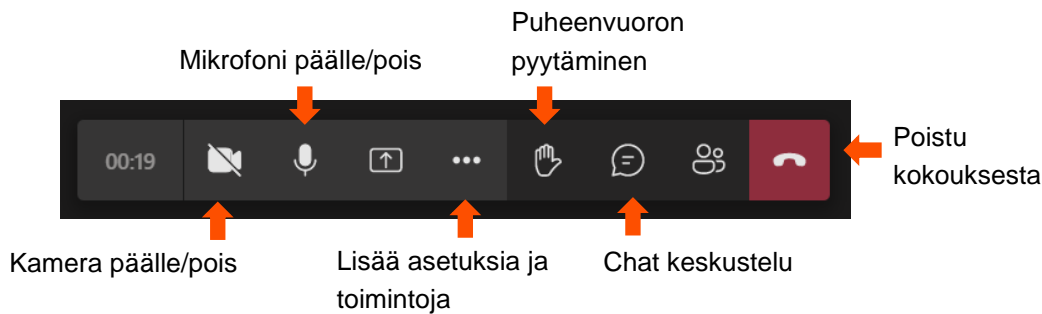 Puheenvuoron
pyytäminen
Mikrofoni päälle/pois
00:19
Poistu
kokouksesta
Kamera päälle/pois
Lisää asetuksia ja
toimintoja
Chat keskustelu